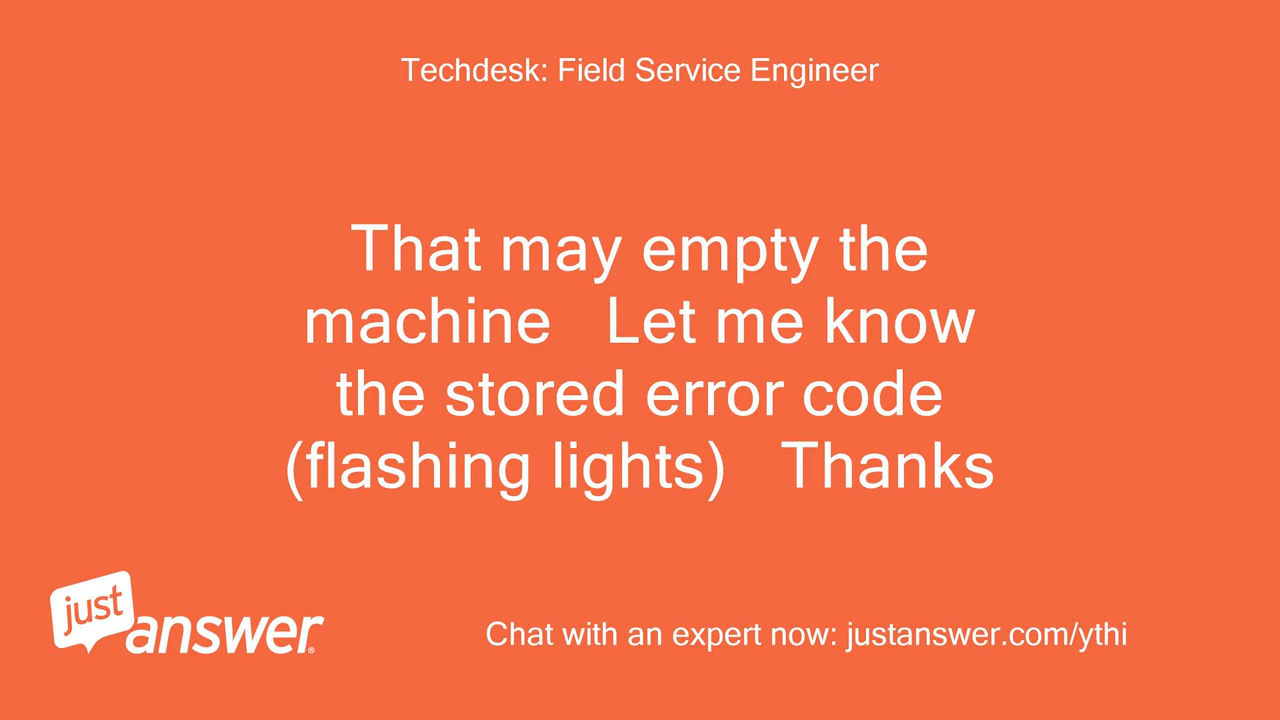 Techdesk: Field Service Engineer
That may empty the
machine   Let me know
the stored error code
(flashing lights)   Thanks
just
answer®
Chat with an expert now: justanswer.com/ythi